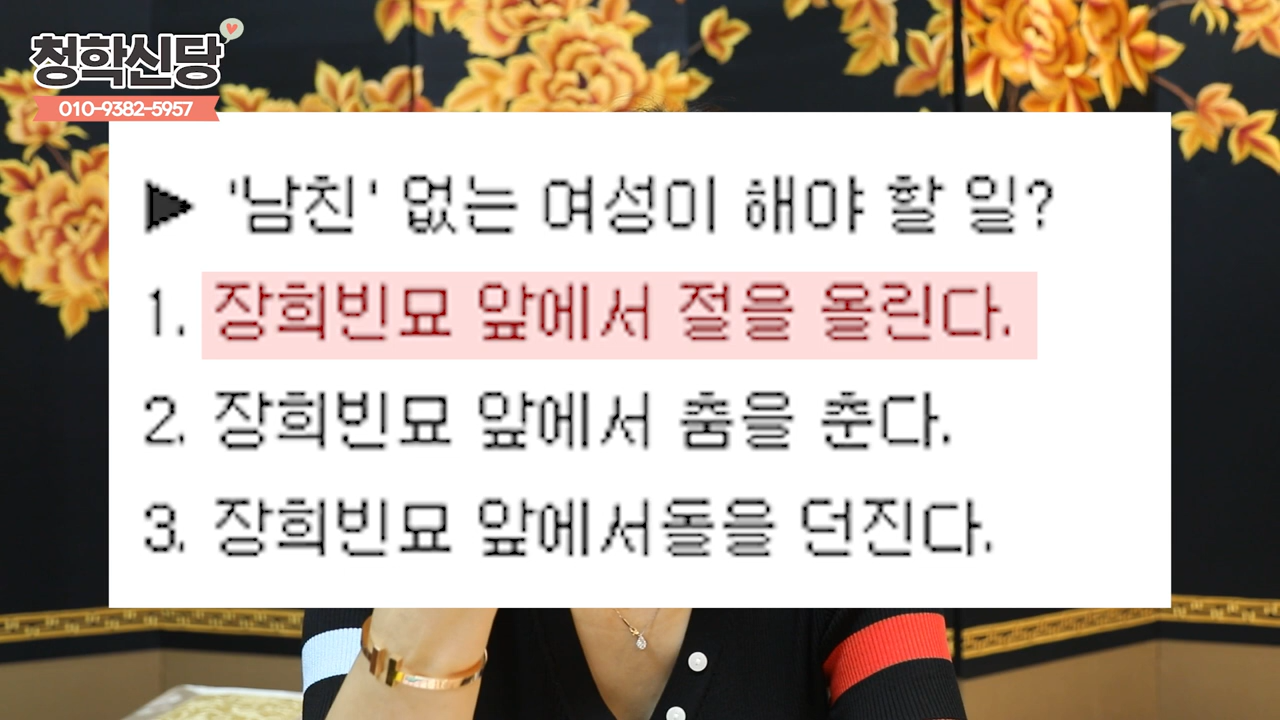 청학신당
010-9382-5957
▶ '남친' 없는 여성이 해야 할 일?
1. 장희빈묘 앞에서 절을 올린다.
2. 장희빈묘 앞에서 춤을 춘다.
3. 장희빈묘 앞에서돌을 던진다.